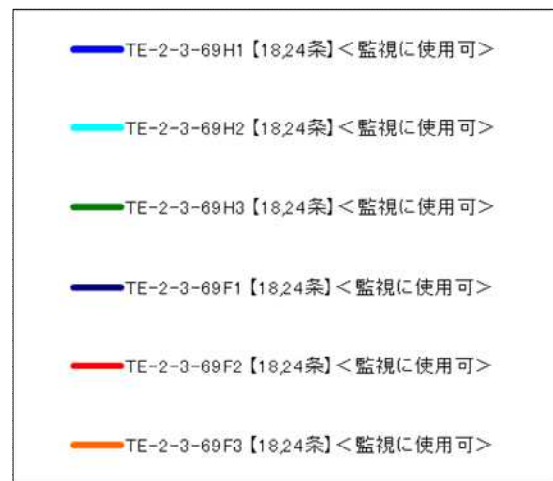 TE-2-3-69H1【18,24条】＜監視に使用可＞
TE-2-3-69H2【18,24条】＜監視に使用可＞
TE-2-3-69H3【18,24条】＜監視に使用可＞
TE-2-3-69F1【18,24条】＜監視に使用可＞
TE-2-3-69F2【18,24条】＜監視に使用可＞
TE-2-3-69F3【18,24条】＜監視に使用可＞